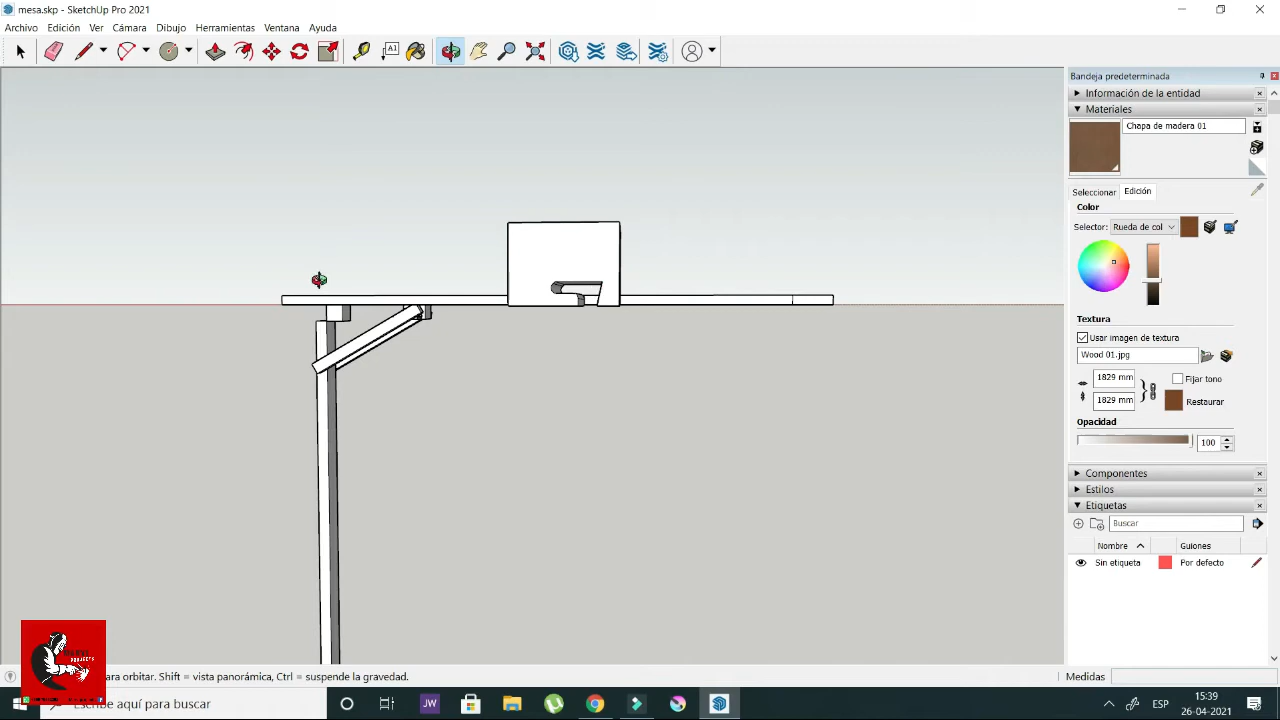 mesa.skp - SketchUp Pro 2021
Archivo Edición Ver Cámara Dibujo Herramientas Ventana Ayuda
A1
Bandeja predeterminada
Información de la entidad
Materiales
Chapa de madera 01
Seleccionar Edición
Color
Selector: Rueda de col
Textura
Usar imagen de textura
Wood 01.jpg
1829 mm Fijar tono
1829 mm Restaurar
Opacidad
100
Componentes
Estilos
Etiquetas
Buscar
Nombre Guiones
Sin etiqueta Por defecto
para orbitar. Shift = vista panorámica, Ctrl = suspende la gravedad. Medidas
Escribe aquí para buscar
JW
ESP
15:39
26-04-2021